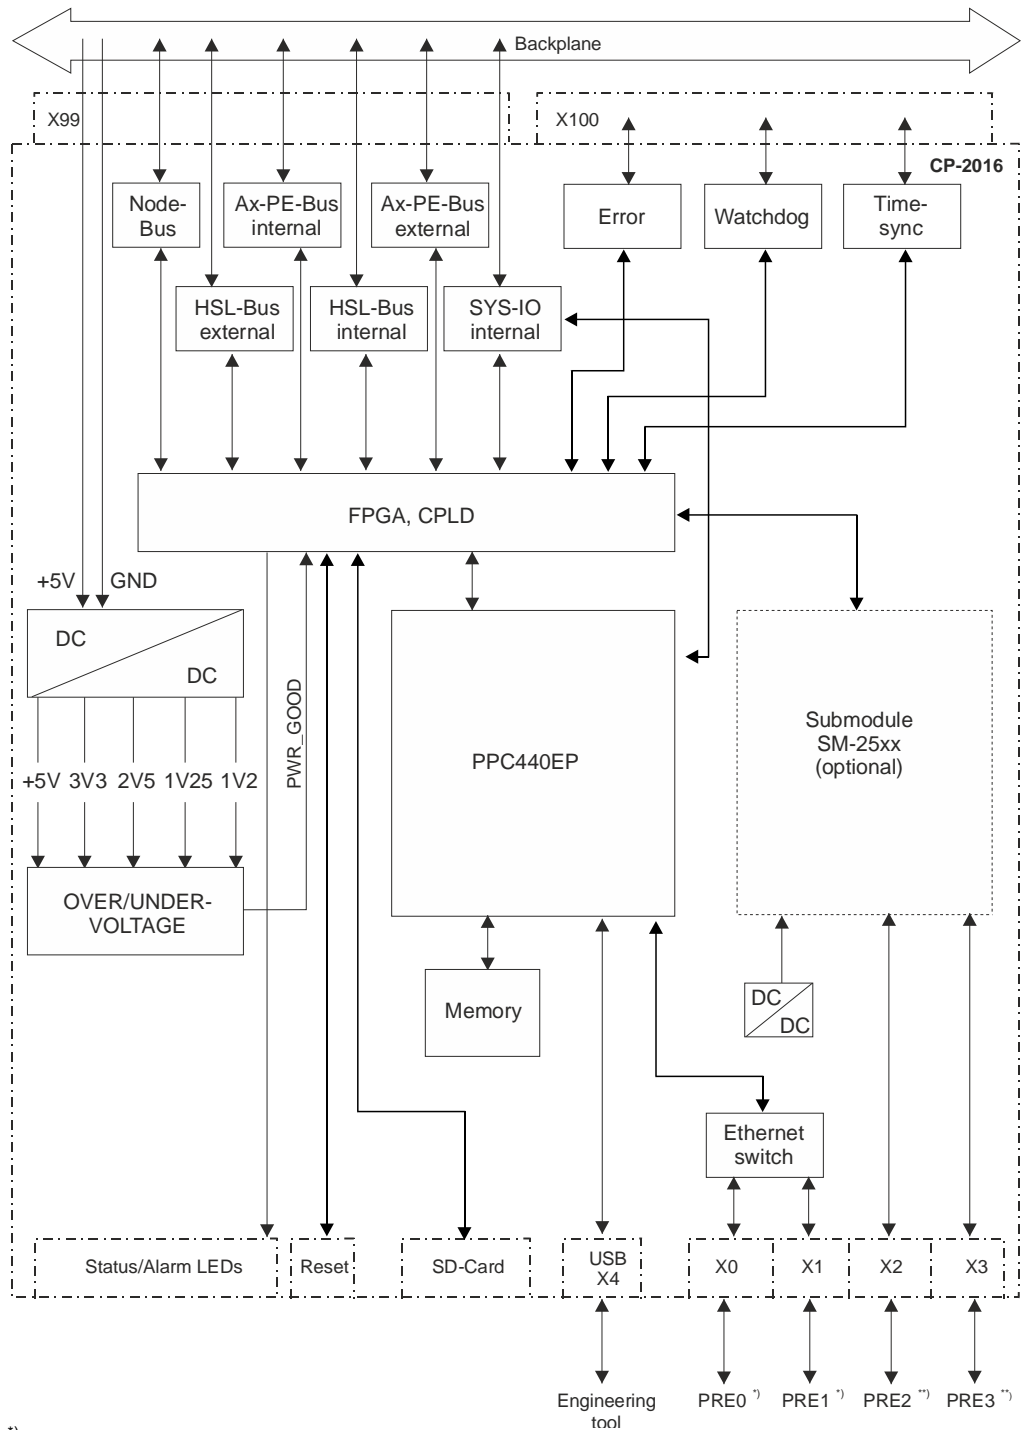 Backplane
X99
X100
CP-2016
Node-
Bus
Ax-PE-Bus
internal
Ax-PE-Bus
external
Error
Watchdog
Time-
sync
HSL-Bus
external
HSL-Bus
internal
SYS-IO
internal
FPGA, CPLD
+5V
GND
DC
DC
PWR_GOOD
PPC440EP
Submodule
SM-25xx
(optional)
+5V 3V3 2V5 1V25 1V2
OVER/UNDER-
VOLTAGE
Memory
DC
DC
Ethernet
switch
Status/Alarm LEDs
Reset
SD-Card
USB
X4
X0
X1
X2
X3
Engineering
tool
PRE0 *)
PRE1 *)
PRE2 **)
PRE3 **)
*)